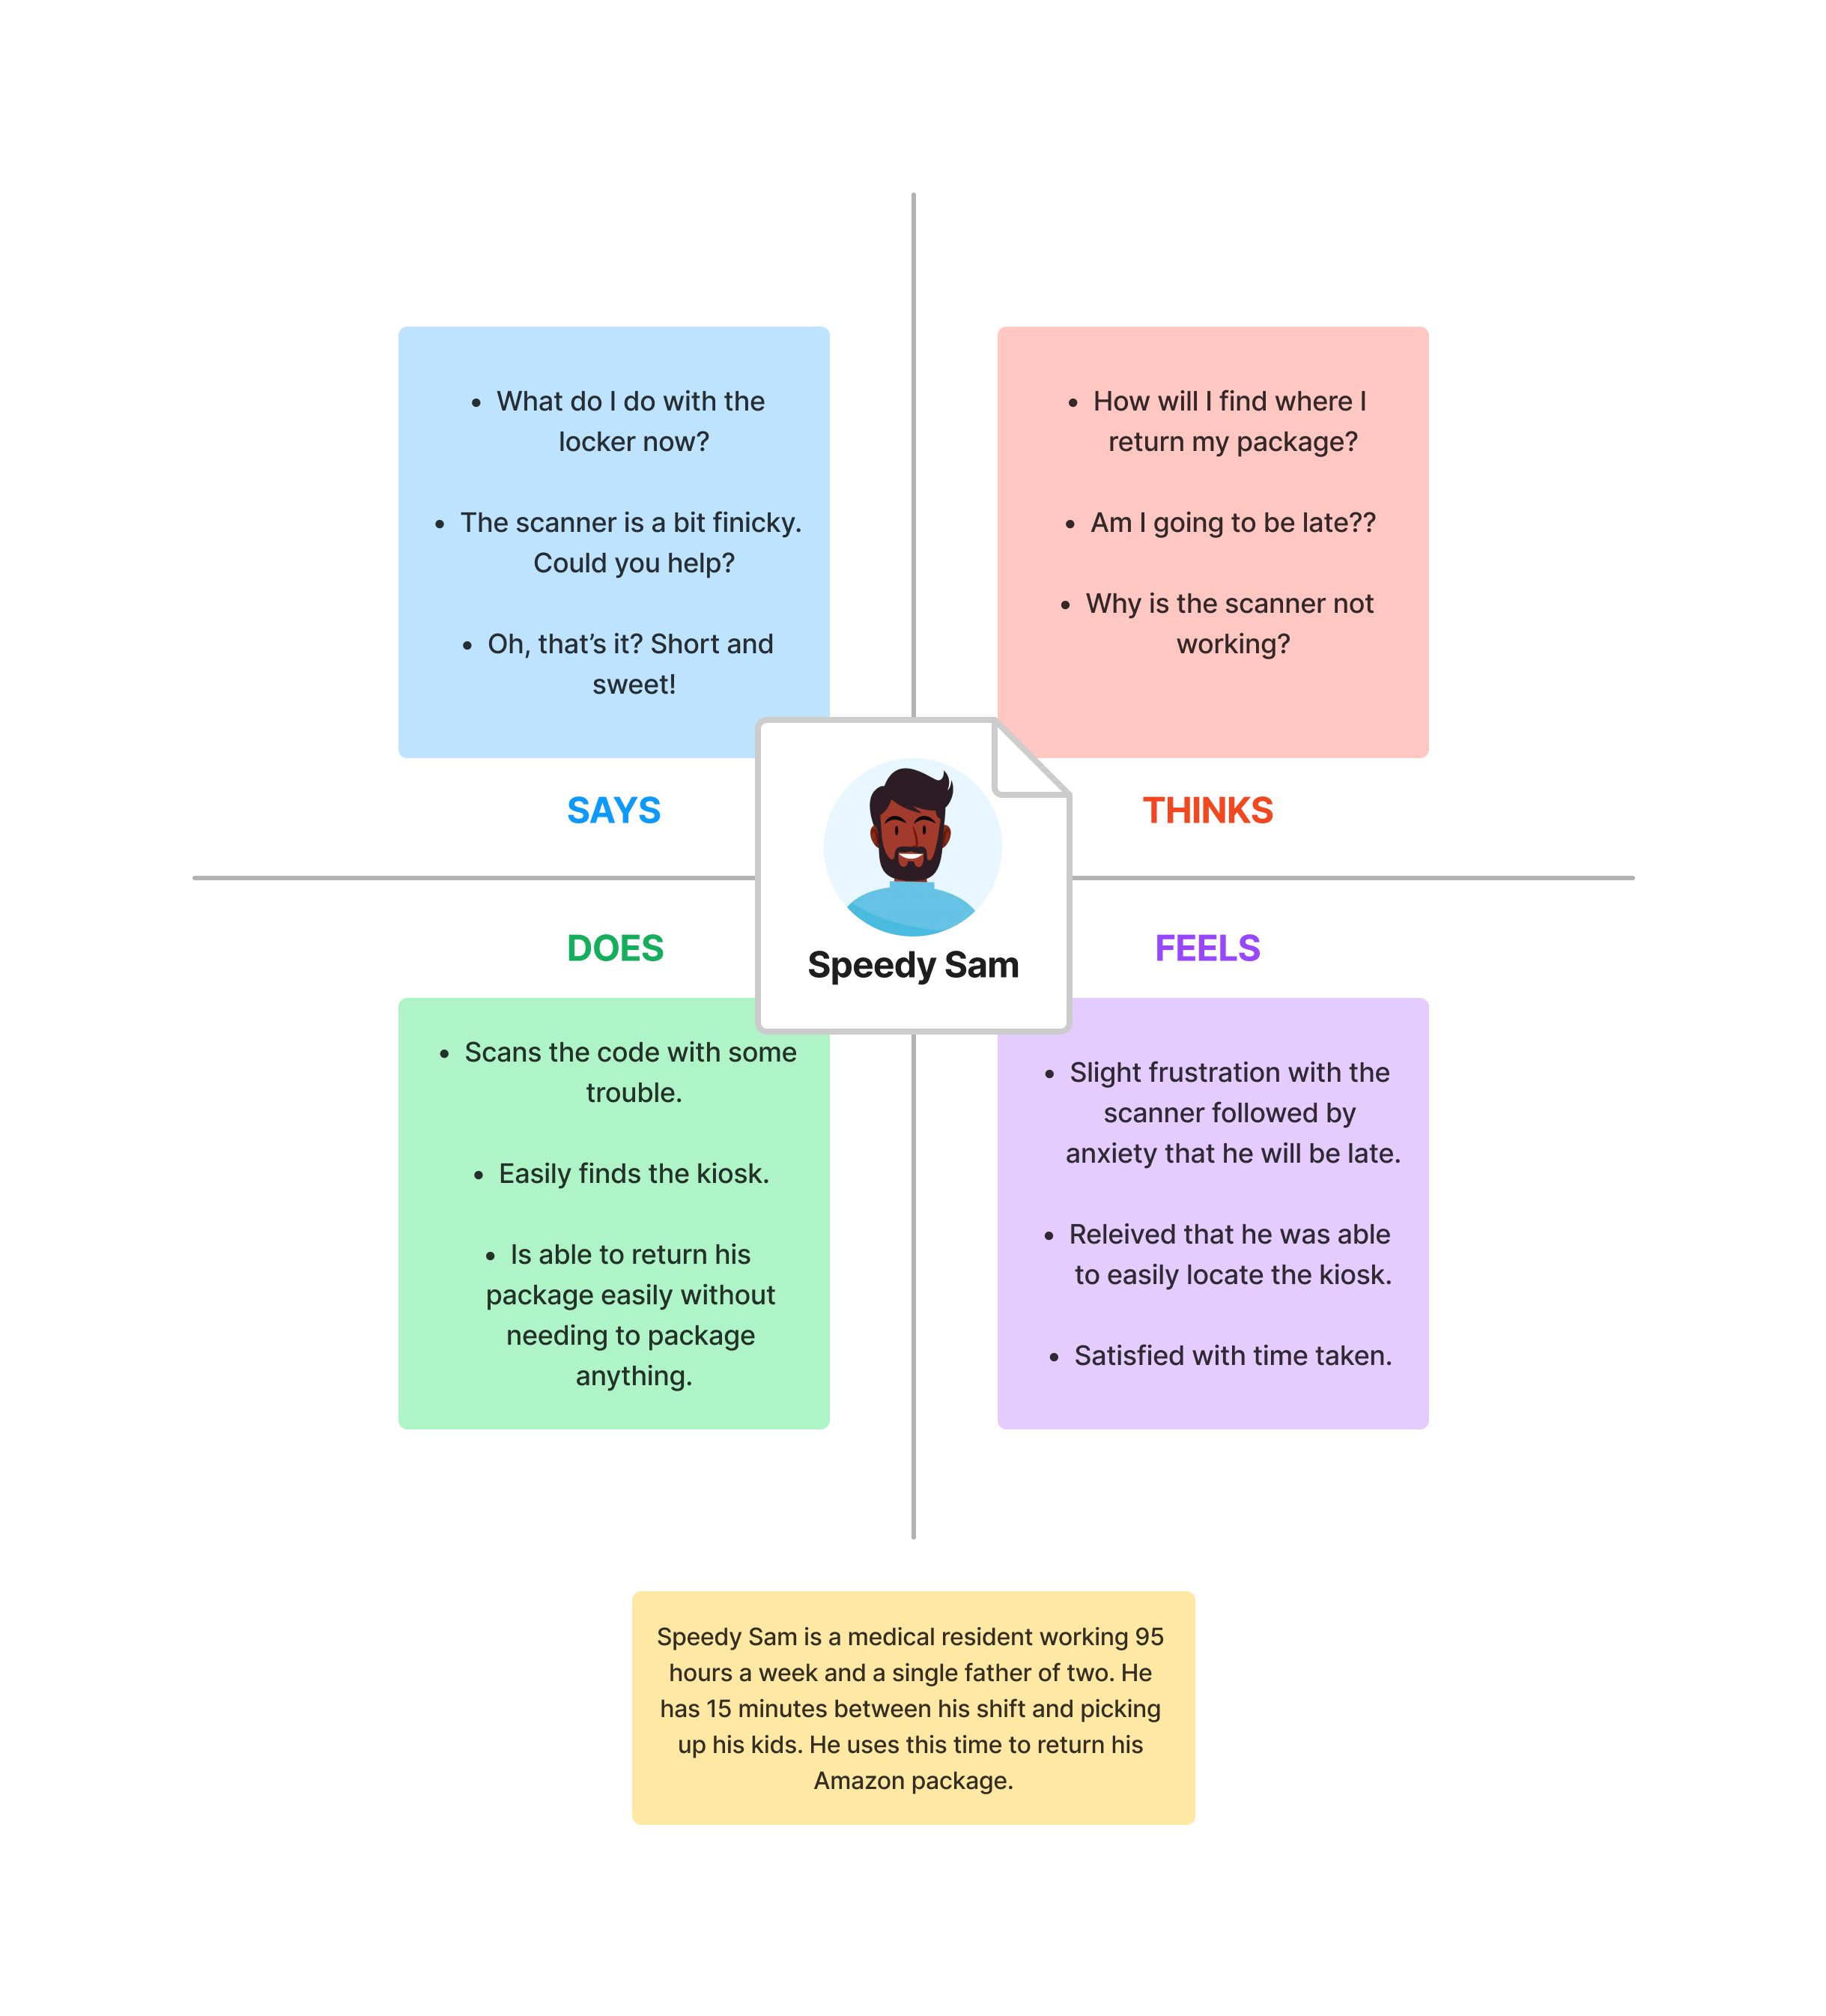 • What do I do with the
locker now?
• The scanner is a bit finicky.
Could you help?
• Oh, that’s it? Short and
sweet!
SAYS
• How will I find where I
return my package?
• Am I going to be late??
• Why is the scanner not
working?
THINKS
Speedy Sam
DOES
• Scans the code with some
trouble.
• Easily finds the kiosk.
• Is able to return his
package easily without
needing to package
anything.
FEELS
• Slight frustration with the
scanner followed by
anxiety that he will be late.
• Releived that he was able
to easily locate the kiosk.
• Satisfied with time taken.
Speedy Sam is a medical resident working 95
hours a week and a single father of two. He
has 15 minutes between his shift and picking
up his kids. He uses this time to return his
Amazon package.